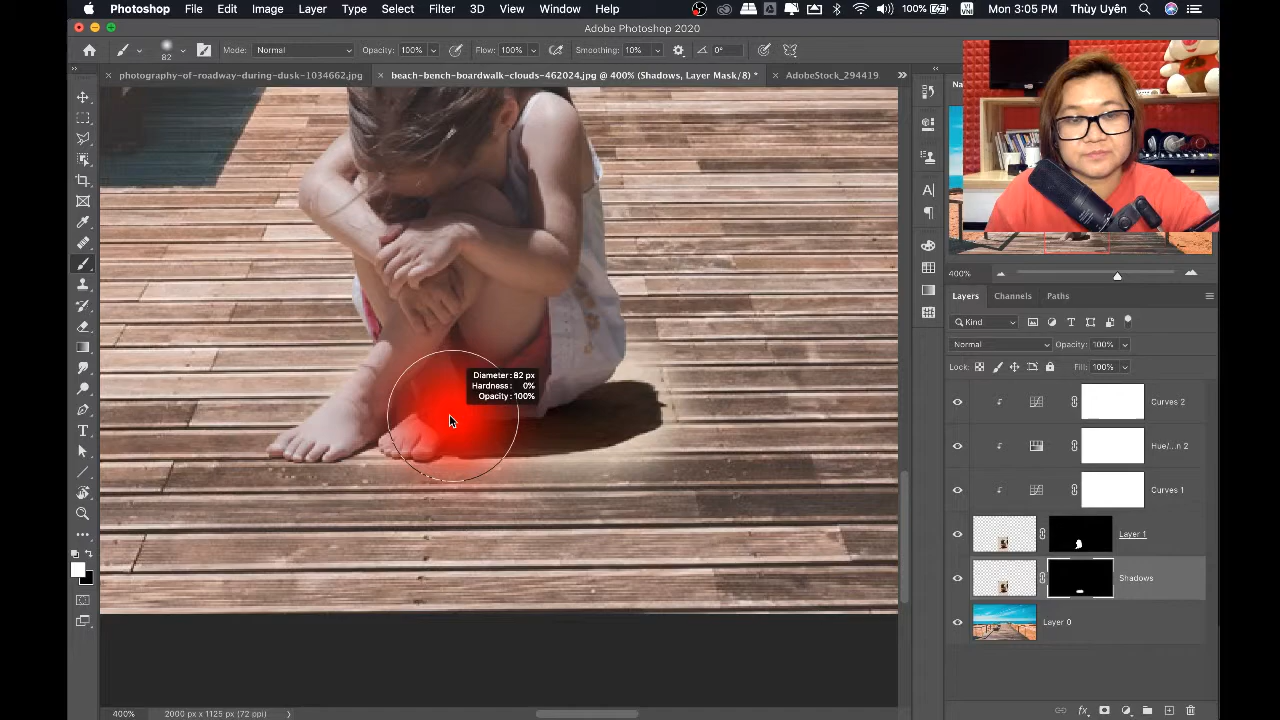 Photoshop File Edit Image Layer Type Select Filter 3D View Window Help 100% VI VNI Mon 3:05 PM Thùy Uyên
Adobe Photoshop 2020
82 Mode: Normal Opacity: 100% Flow: 100% Smoothing: 10% 0°
photography-of-roadway-during-dusk-1034662.jpg beach-bench-boardwalk-clouds-462024.jpg @ 400% (Shadows, Layer Mask/8) * AdobeStock_294419
400%
Layers Channels Paths
Kind
Normal Opacity: 100%
Lock: Fill: 100%
Diameter: 82 px
Hardness: 0%
Opacity: 100%
Curves 2
Hue/...n 2
Curves 1
Layer 1
Shadows
Layer 0
fx
400% 2000 px x 1125 px (72 ppi)